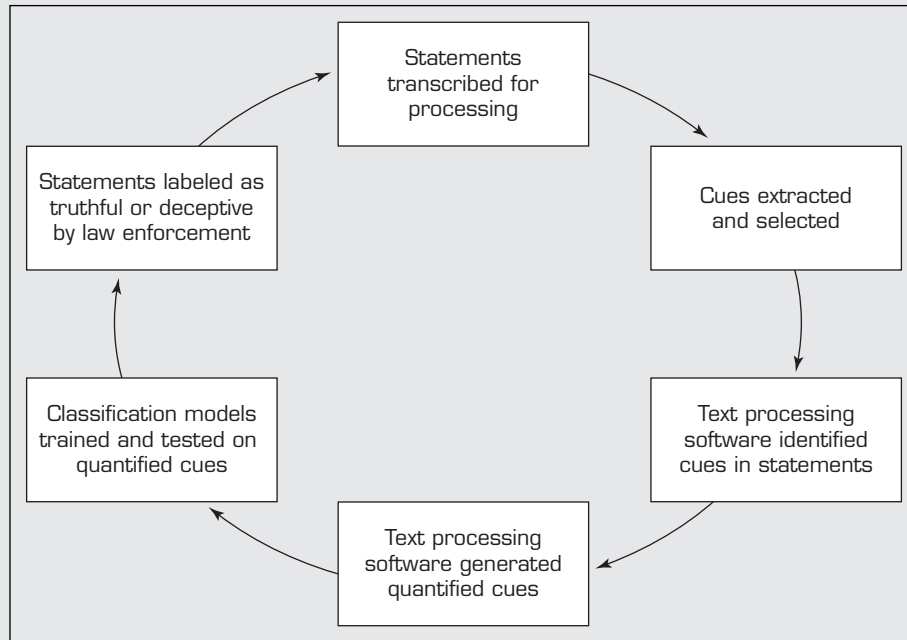 Statements
transcribed for
processing
Cues extracted
and selected
Text processing
software identified
cues in statements
Text processing
software generated
quantified cues
Classification models
trained and tested on
quantified cues
Statements labeled as
truthful or deceptive
by law enforcement